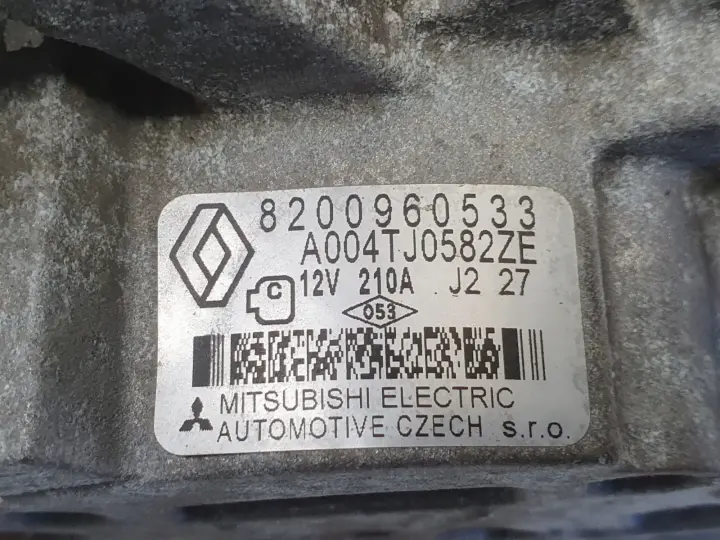 8200960533
A004TJ0582ZE
C 12V 210A J2 27
053
MITSUBISHI ELECTRIC
AUTOMOTIVE CZECH s.r.o.